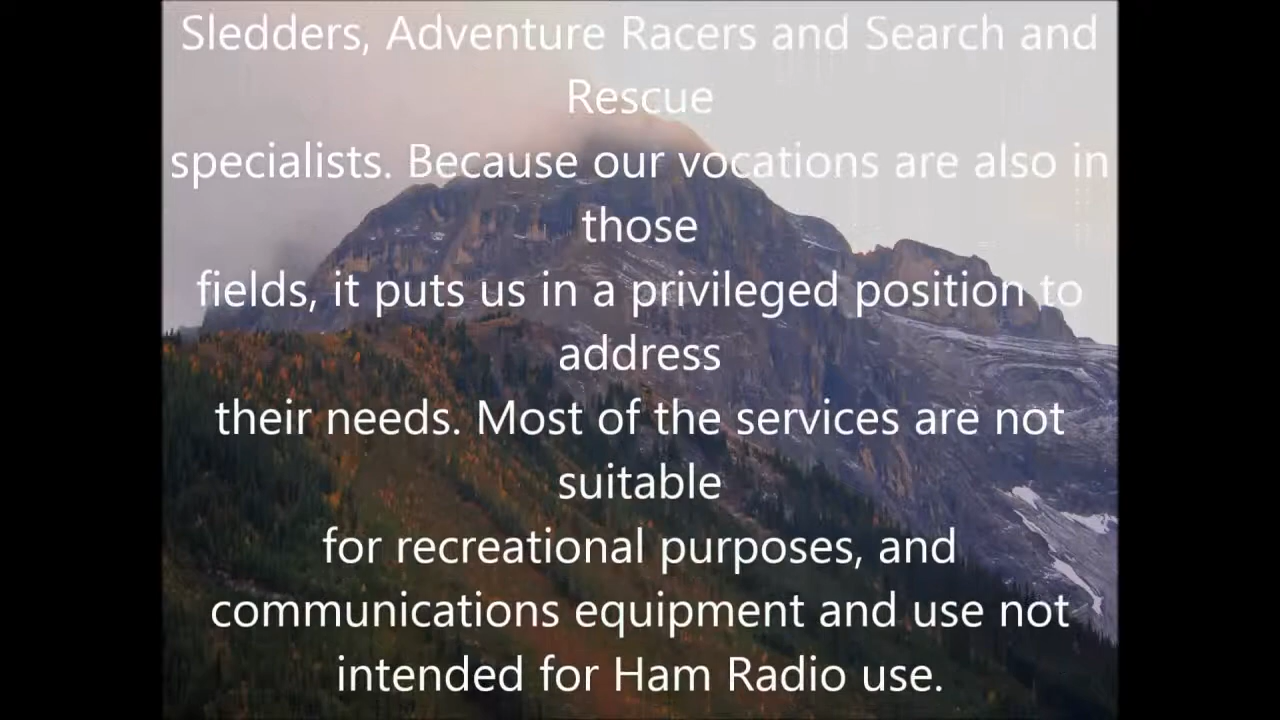 Sledders, Adventure Racers and Search and
Rescue
specialists. Because our vocations are also in
those
fields, it puts us in a privileged position to
address
their needs. Most of the services are not
suitable
for recreational purposes, and
communications equipment and use not
intended for Ham Radio use.